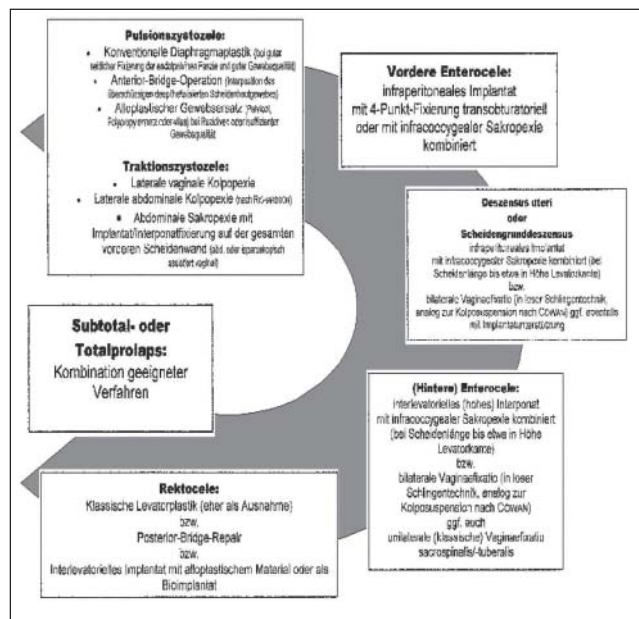 Pulsionszystozele:
• Konventionelle Diaphragmaplastik (bei guter
seitlicher Fixierung der endopelvinen Faszie und guter Gewebequalität)
• Anterior-Bridge-Operation (Interposition des
überschüssigen Scheidenhautgewebes)
• Alloplastischer Gewebsersatz
bei Rezidiven oder insuffizienter
Gewebequalität)
Traktionszystozele:
• Laterale vaginale Kolpopexie
• Laterale abdominale Kolpopexie (nach RICHARDSON)
• Abdominale Sakropexie mit
Implantat/Interponatfixierung auf der gesamten
vorderen Scheidenwand (abd. oder laparoskopisch
assistiert vaginal)
Vordere Enterocele:
infraperitoneales Implantat
mit 4-Punkt-Fixierung transobturatoriell
oder mit infracoccygealer Sakropexie
kombiniert
Deszensus uteri
oder
Scheidengrunddeszensus
infraperitoneales Implantat
mit infracoccygealer Sakropexie kombiniert (bei
Scheidenlänge bis etwa in Höhe Levatorkante)
bzw.
bilaterale Vaginaefixatio (in loser Schlingentechnik,
analog zur Kolposuspension nach COWAN) ggf. ebenfalls
mit Implantatunterstützung
Subtotal- oder
Totalprolaps:
Kombination geeigneter
Verfahren
(Hintere) Enterocele:
interlevatorielles (hohes) Interponat
mit infracoccygealer Sakropexie kombiniert
(bei Scheidenlänge bis etwa in Höhe
Levatorkante)
bzw.
bilaterale Vaginaefixatio (in loser
Schlingentechnik, analog zur
Kolposuspension nach COWAN)
ggf. auch
unilaterale (klassische) Vaginaefixatio
sacrospinalis/-tuberalis
Rektocele:
Klassische Levatorplastik (eher als Ausnahme)
bzw.
Posterior-Bridge-Repair
bzw.
Interlevatorielles Implantat mit alloplastischem Material oder als
Bioimplantat